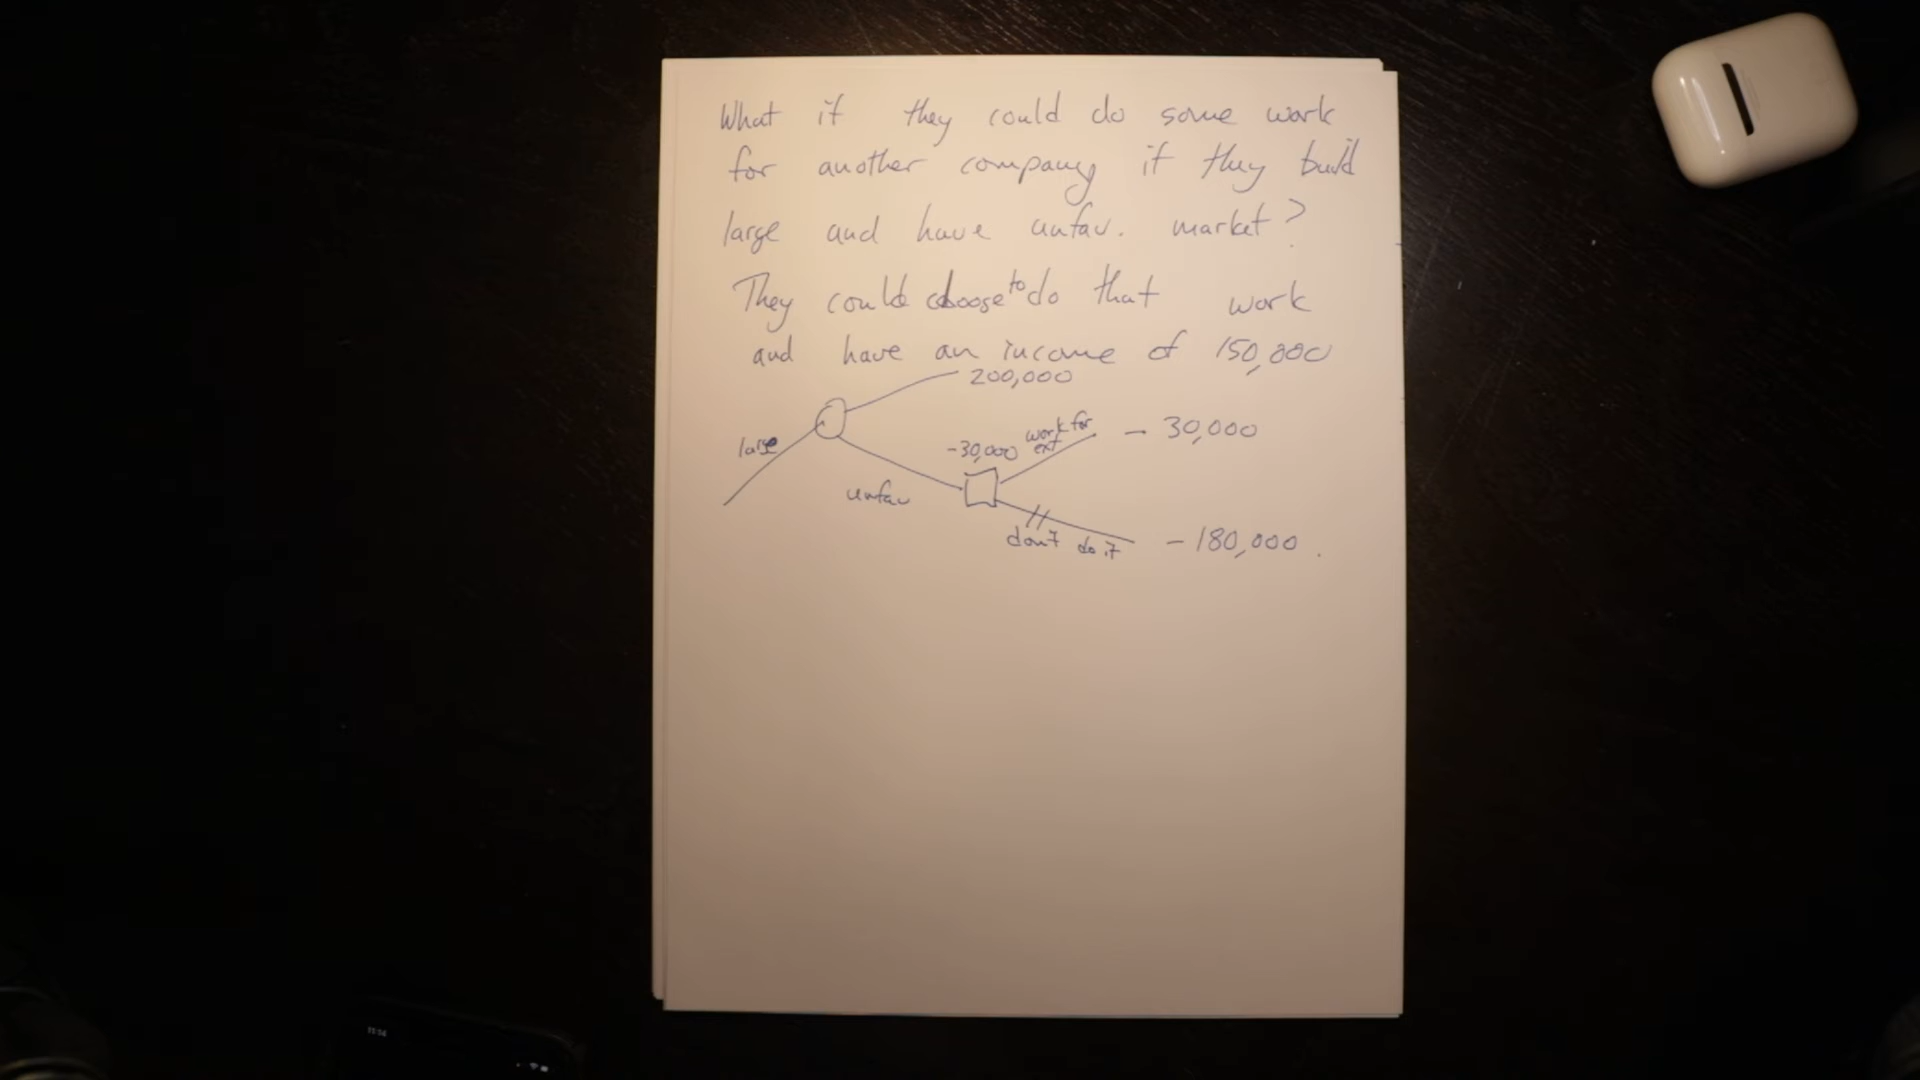 What if they could do some work
for another company if they build
large and have unfav. market?
They could choose to do that work
and have an income of 150,000
200,000
large
-30,000
work for
ext
- 30,000
unfav
don't do it
- 180,000.
11:14